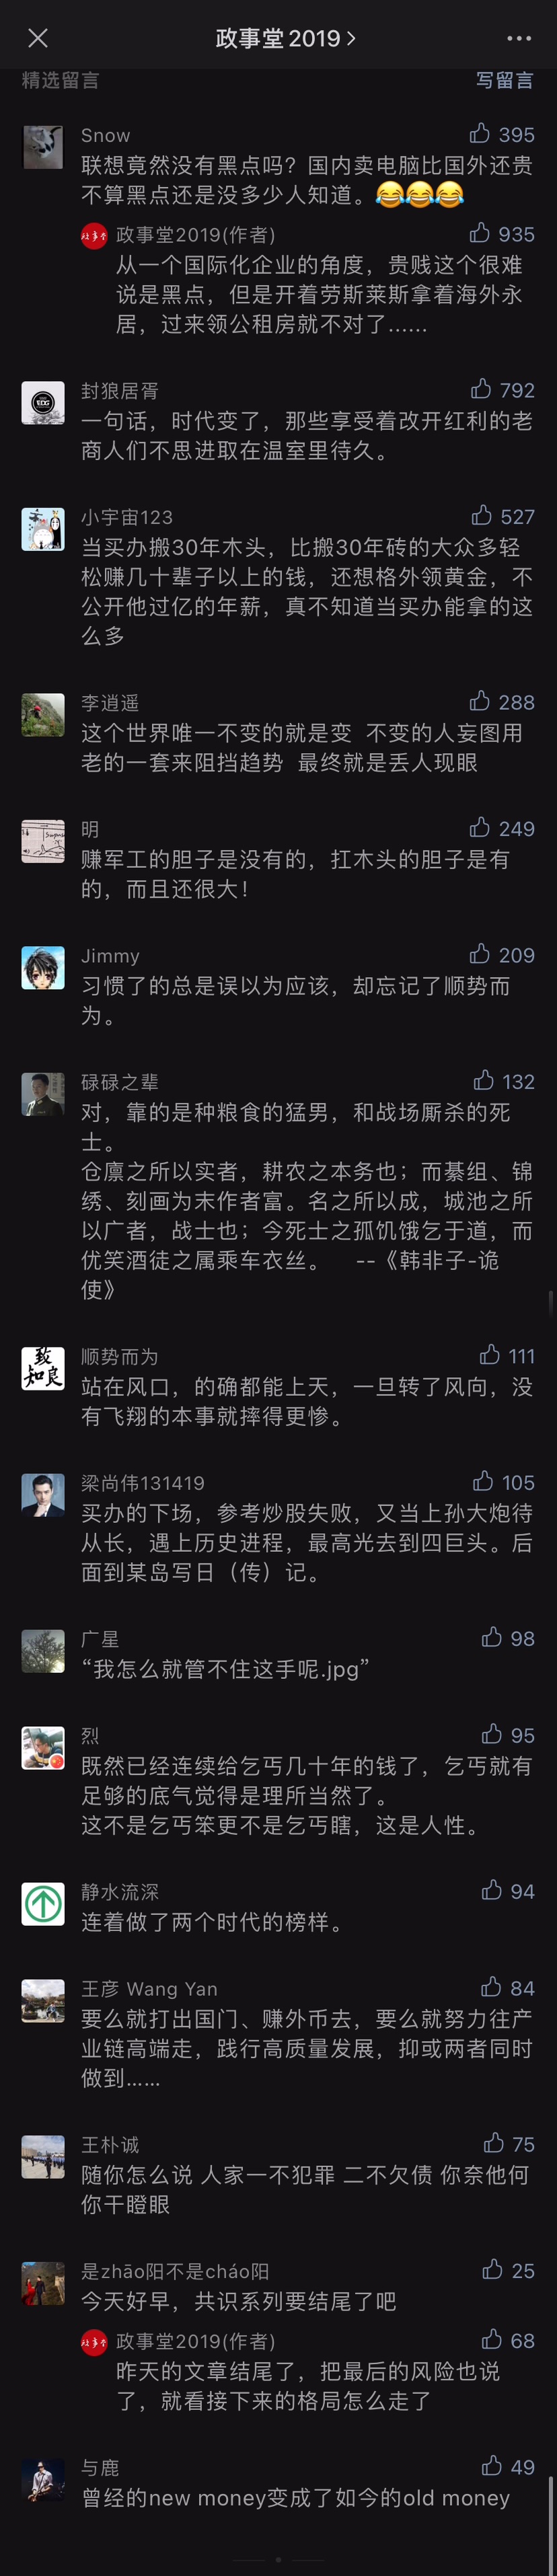 政事堂2019
精选留言
写留言
Snow
395
联想竟然没有黑点吗？国内卖电脑比国外还贵
不算黑点还是没多少人知道。😂😂😂
政事堂2019(作者)
935
从一个国际化企业的角度，贵贱这个很难
说是黑点，但是开着劳斯莱斯拿着海外永
居，过来领公租房就不对了……
封狼居胥
792
一句话，时代变了，那些享受着改开红利的老
商人们不思进取在温室里待久。
小宇宙123
527
当买办搬30年木头，比搬30年砖的大众多轻
松赚几十辈子以上的钱，还想格外领黄金，不
公开他过亿的年薪，真不知道当买办能拿的这
么多
李逍遥
288
这个世界唯一不变的就是变 不变的人妄图用
老的一套来阻挡趋势 最终就是丢人现眼
明
249
赚军工的胆子是没有的，扛木头的胆子是有
的，而且还很大！
Jimmy
209
习惯了的总是误以为应该，却忘记了顺势而
为。
碌碌之辈
132
对，靠的是种粮食的猛男，和战场厮杀的死
士。
仓廪之所以实者，耕农之本务也；而綦组、锦
绣、刻画为末作者富。名之所以成，城池之所
以广者，战士也；今死士之孤饥饿乞于道，而
优笑酒徒之属乘车衣丝。 --《韩非子-诡
使》
致知良
顺势而为
111
站在风口，的确都能上天，一旦转了风向，没
有飞翔的本事就摔得更惨。
梁尚伟131419
105
买办的下场，参考炒股失败，又当上孙大炮待
从长，遇上历史进程，最高光去到四巨头。后
面到某岛写日（传）记。
广星
98
“我怎么就管不住这手呢.jpg”
烈
95
既然已经连续给乞丐几十年的钱了，乞丐就有
足够的底气觉得是理所当然了。
这不是乞丐笨更不是乞丐瞎，这是人性。
静水流深
94
连着做了两个时代的榜样。
王彦 Wang Yan
84
要么就打出国门、赚外币去，要么就努力往产
业链高端走，践行高质量发展，抑或两者同时
做到……
王朴诚
75
随你怎么说 人家一不犯罪 二不欠债 你奈他何
你干瞪眼
是zhāo阳不是cháo阳
25
今天好早，共识系列要结尾了吧
政事堂2019(作者)
68
昨天的文章结尾了，把最后的风险也说
了，就看接下来的格局怎么走了
与鹿
49
曾经的new money变成了如今的old money